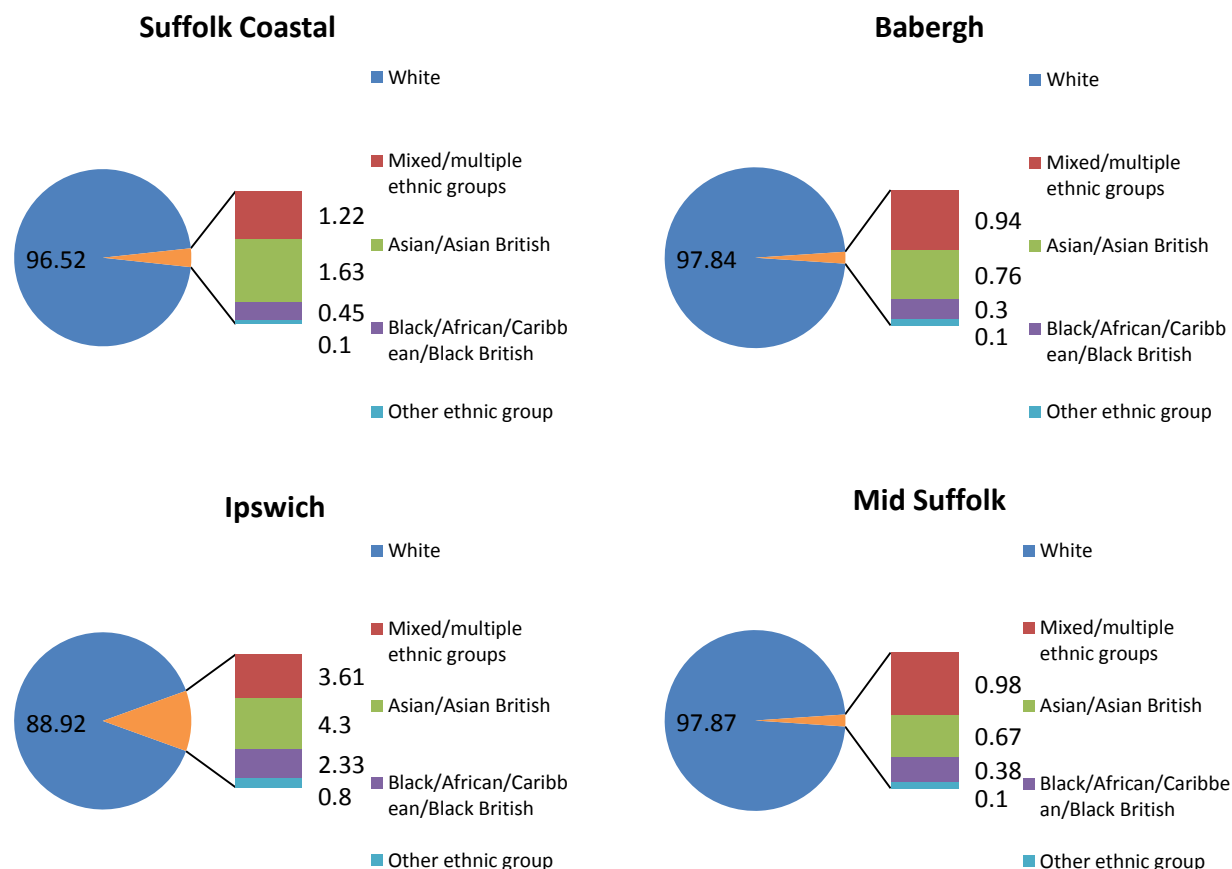 Suffolk Coastal
White
Mixed/multiple
ethnic groups
Asian/Asian British
Black/African/Caribb
ean/Black British
Other ethnic group
96.52
1.22
1.63
0.45
0.1
Babergh
White
Mixed/multiple
ethnic groups
Asian/Asian British
Black/African/Caribb
ean/Black British
Other ethnic group
97.84
0.94
0.76
0.3
0.1
Ipswich
White
Mixed/multiple
ethnic groups
Asian/Asian British
Black/African/Caribb
ean/Black British
Other ethnic group
88.92
3.61
4.3
2.33
0.8
Mid Suffolk
White
Mixed/multiple
ethnic groups
Asian/Asian British
Black/African/Caribbe
an/Black British
Other ethnic group
97.87
0.98
0.67
0.38
0.1